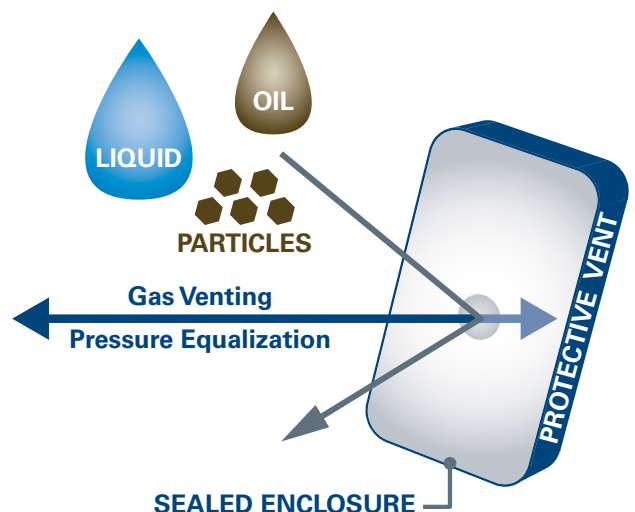 OIL
LIQUID
PARTICLES
Gas Venting
Pressure Equalization
PROTECTIVE VENT
SEALED ENCLOSURE